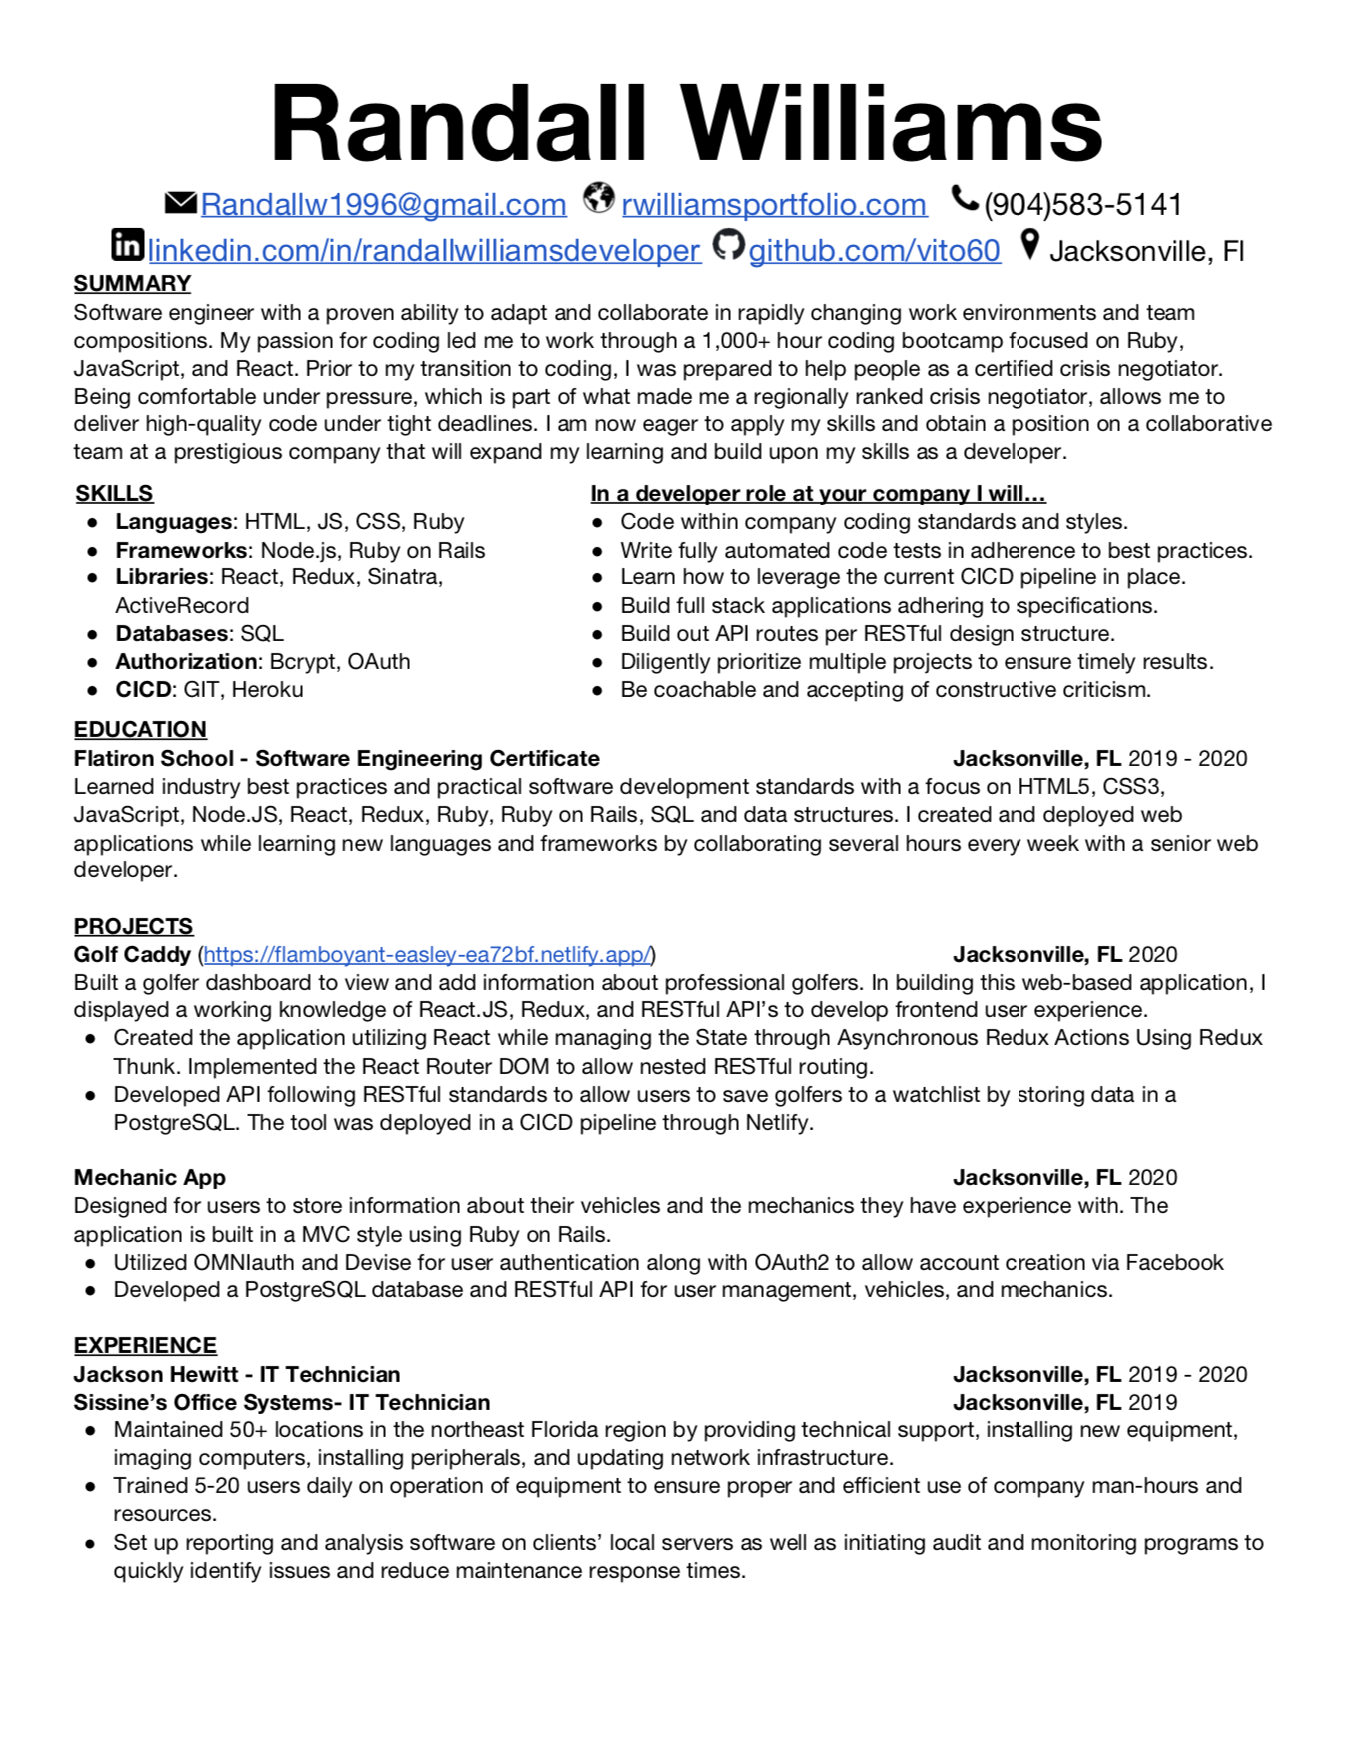 Randall Williams
Randallw1996@gmail.com rwilliamsportfolio.com (904)583-5141
linkedin.com/in/randallwilliamsdeveloper github.com/vito60 Jacksonville, Fl
SUMMARY
Software engineer with a proven ability to adapt and collaborate in rapidly changing work environments and team
compositions. My passion for coding led me to work through a 1,000+ hour coding bootcamp focused on Ruby,
JavaScript, and React. Prior to my transition to coding, I was prepared to help people as a certified crisis negotiator.
Being comfortable under pressure, which is part of what made me a regionally ranked crisis negotiator, allows me to
deliver high-quality code under tight deadlines. I am now eager to apply my skills and obtain a position on a collaborative
team at a prestigious company that will expand my learning and build upon my skills as a developer.
SKILLS
● Languages: HTML, JS, CSS, Ruby
● Frameworks: Node.js, Ruby on Rails
● Libraries: React, Redux, Sinatra,
ActiveRecord
● Databases: SQL
● Authorization: Bcrypt, OAuth
● CICD: GIT, Heroku
In a developer role at your company I will…
● Code within company coding standards and styles.
● Write fully automated code tests in adherence to best practices.
● Learn how to leverage the current CICD pipeline in place.
● Build full stack applications adhering to specifications.
● Build out API routes per RESTful design structure.
● Diligently prioritize multiple projects to ensure timely results.
● Be coachable and accepting of constructive criticism.
EDUCATION
Flatiron School - Software Engineering Certificate Jacksonville, FL 2019 - 2020
Learned industry best practices and practical software development standards with a focus on HTML5, CSS3,
JavaScript, Node.JS, React, Redux, Ruby, Ruby on Rails, SQL and data structures. I created and deployed web
applications while learning new languages and frameworks by collaborating several hours every week with a senior web
developer.
PROJECTS
Golf Caddy (https://flamboyant-easley-ea72bf.netlify.app/) Jacksonville, FL 2020
Built a golfer dashboard to view and add information about professional golfers. In building this web-based application, I
displayed a working knowledge of React.JS, Redux, and RESTful API's to develop frontend user experience.
● Created the application utilizing React while managing the State through Asynchronous Redux Actions Using Redux
Thunk. Implemented the React Router DOM to allow nested RESTful routing.
● Developed API following RESTful standards to allow users to save golfers to a watchlist by storing data in a
PostgreSQL. The tool was deployed in a CICD pipeline through Netlify.
Mechanic App Jacksonville, FL 2020
Designed for users to store information about their vehicles and the mechanics they have experience with. The
application is built in a MVC style using Ruby on Rails.
● Utilized OMNIauth and Devise for user authentication along with OAuth2 to allow account creation via Facebook
● Developed a PostgreSQL database and RESTful API for user management, vehicles, and mechanics.
EXPERIENCE
Jackson Hewitt - IT Technician Jacksonville, FL 2019 - 2020
Sissine's Office Systems- IT Technician Jacksonville, FL 2019
● Maintained 50+ locations in the northeast Florida region by providing technical support, installing new equipment,
imaging computers, installing peripherals, and updating network infrastructure.
● Trained 5-20 users daily on operation of equipment to ensure proper and efficient use of company man-hours and
resources.
● Set up reporting and analysis software on clients' local servers as well as initiating audit and monitoring programs to
quickly identify issues and reduce maintenance response times.